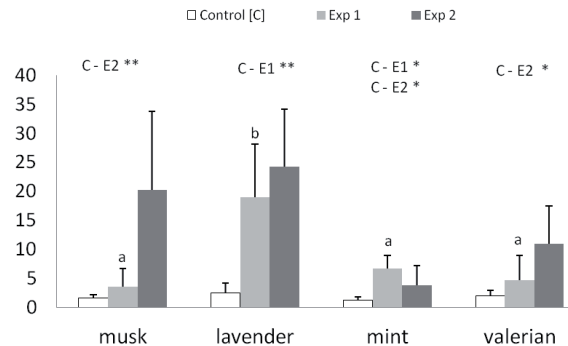 Control [C] Exp 1 Exp 2
C - E2 ** C - E1 ** C - E1 * C - E2 *
C - E2 *
40
35
30
25
20
15
10
5
0
a b a a
musk lavender mint valerian